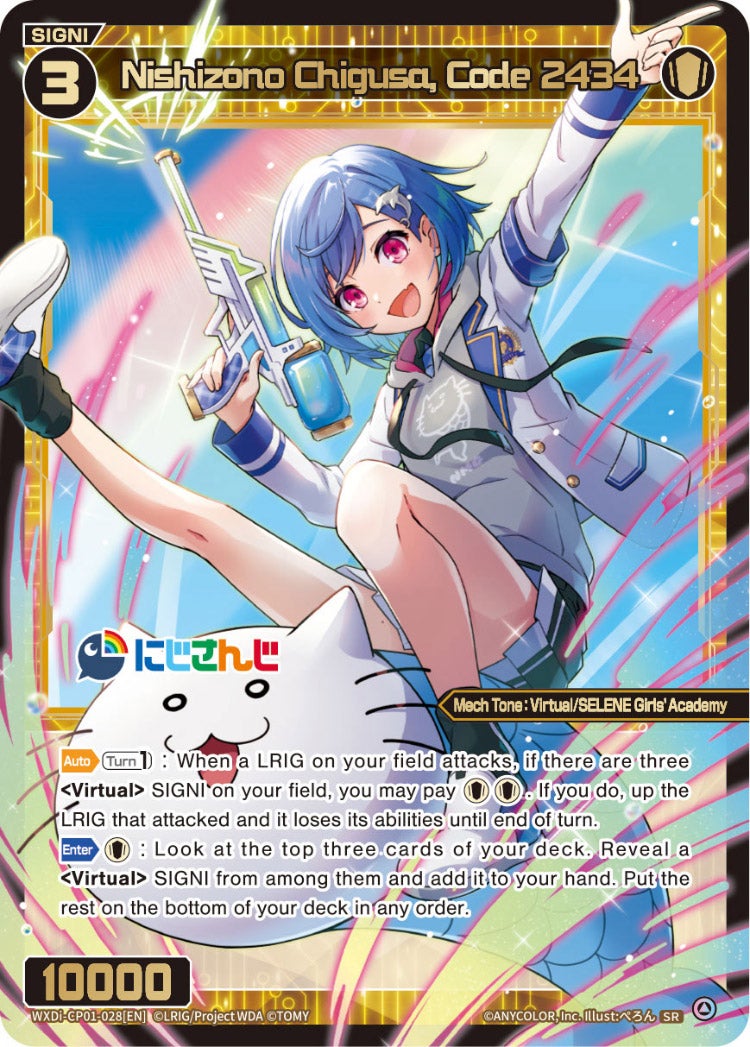 SIGNI
3 Nishizono Chigusa, Code 2434
にじさんじ
Mech Tone : Virtual/SELENE Girls' Academy
Auto Turn 1 : When a LRIG on your field attacks, if there are three
<Virtual> SIGNI on your field, you may pay . If you do, up the
LRIG that attacked and it loses its abilities until end of turn.
Enter : Look at the top three cards of your deck. Reveal a
<Virtual> SIGNI from among them and add it to your hand. Put the
rest on the bottom of your deck in any order.
10000
WXDi-CP01-028[EN] ©LRIG/Project WDA ©TOMY ©ANYCOLOR, Inc. Illust:ぺろん SR